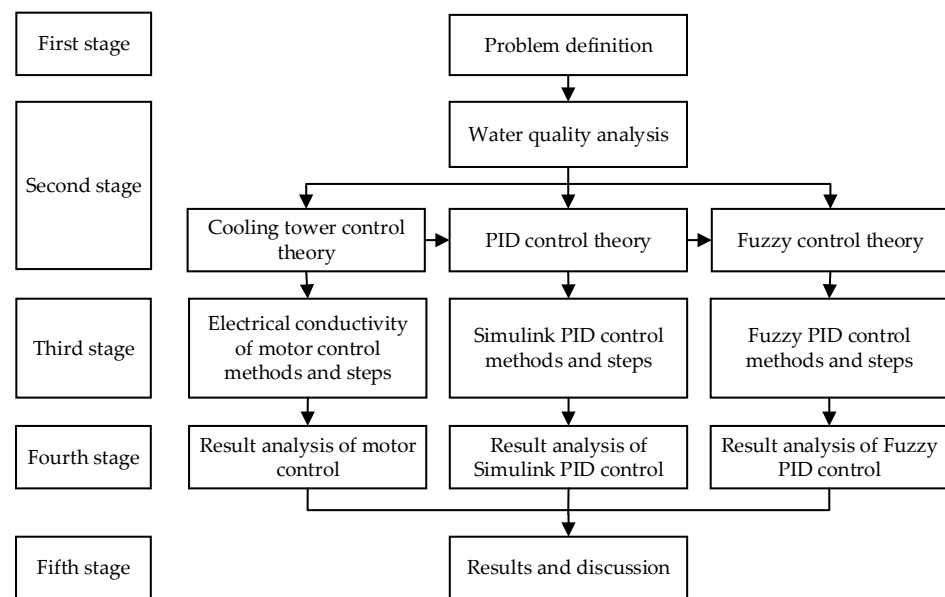 First stage
Problem definition
Water quality analysis
Second stage
Cooling tower control
theory
PID control theory
Fuzzy control theory
Third stage
Electrical conductivity
of motor control
methods and steps
Simulink PID control
methods and steps
Fuzzy PID control
methods and steps
Fourth stage
Result analysis of motor
control
Result analysis of
Simulink PID control
Result analysis of Fuzzy
PID control
Fifth stage
Results and discussion